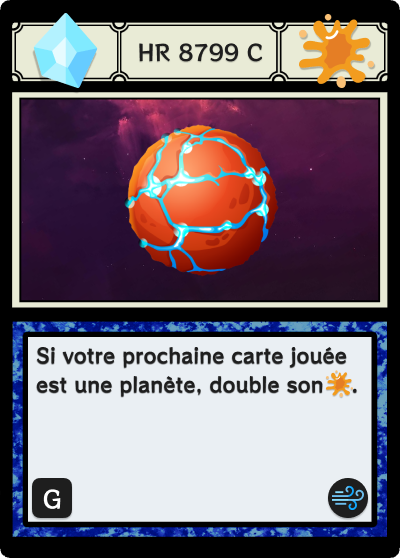 HR 8799 C
Si votre prochaine carte jouée
est une planète, double son .
G